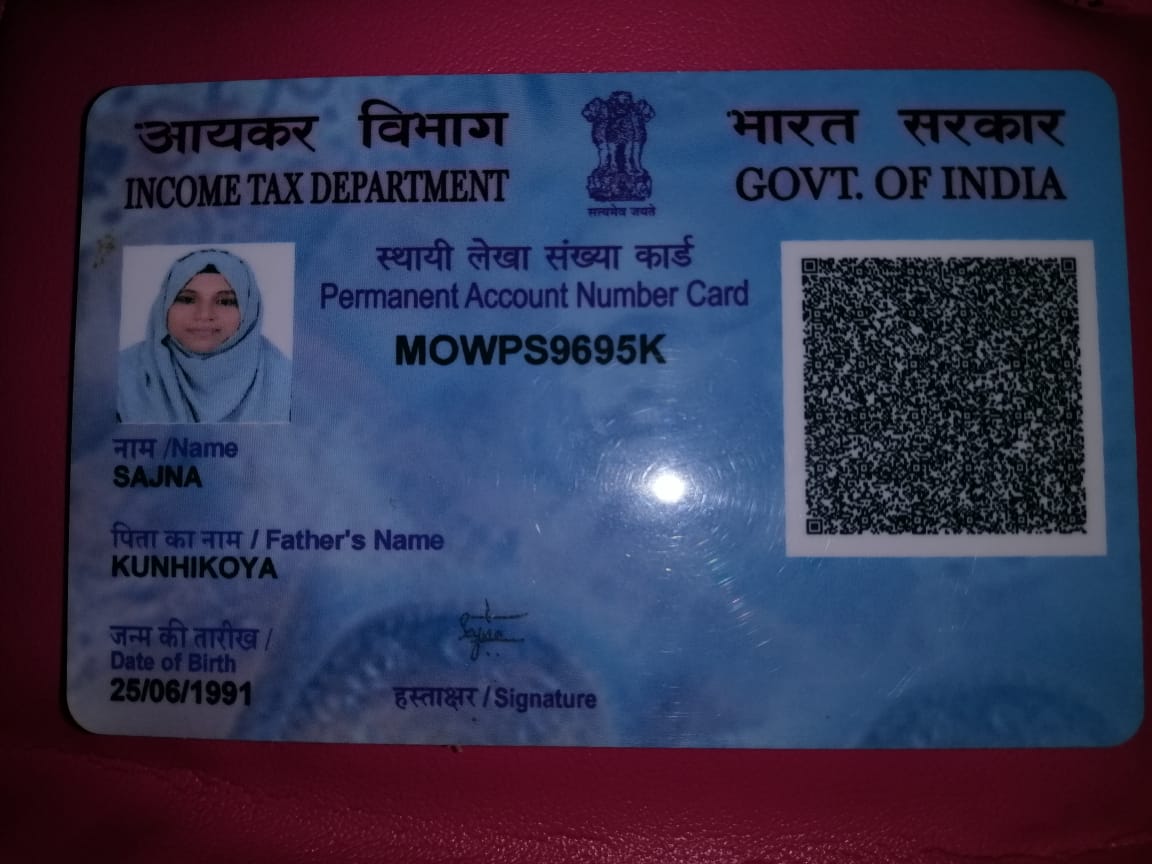 आयकर विभाग
INCOME TAX DEPARTMENT
सत्यमेव जयते
भारत सरकार
GOVT. OF INDIA
स्थायी लेखा संख्या कार्ड
Permanent Account Number Card
MOWPS9695K
नाम /Name
SAJNA
पिता का नाम / Father's Name
KUNHIKOYA
जन्म की तारीख /
Date of Birth
25/06/1991
Sajna
हस्ताक्षर / Signature